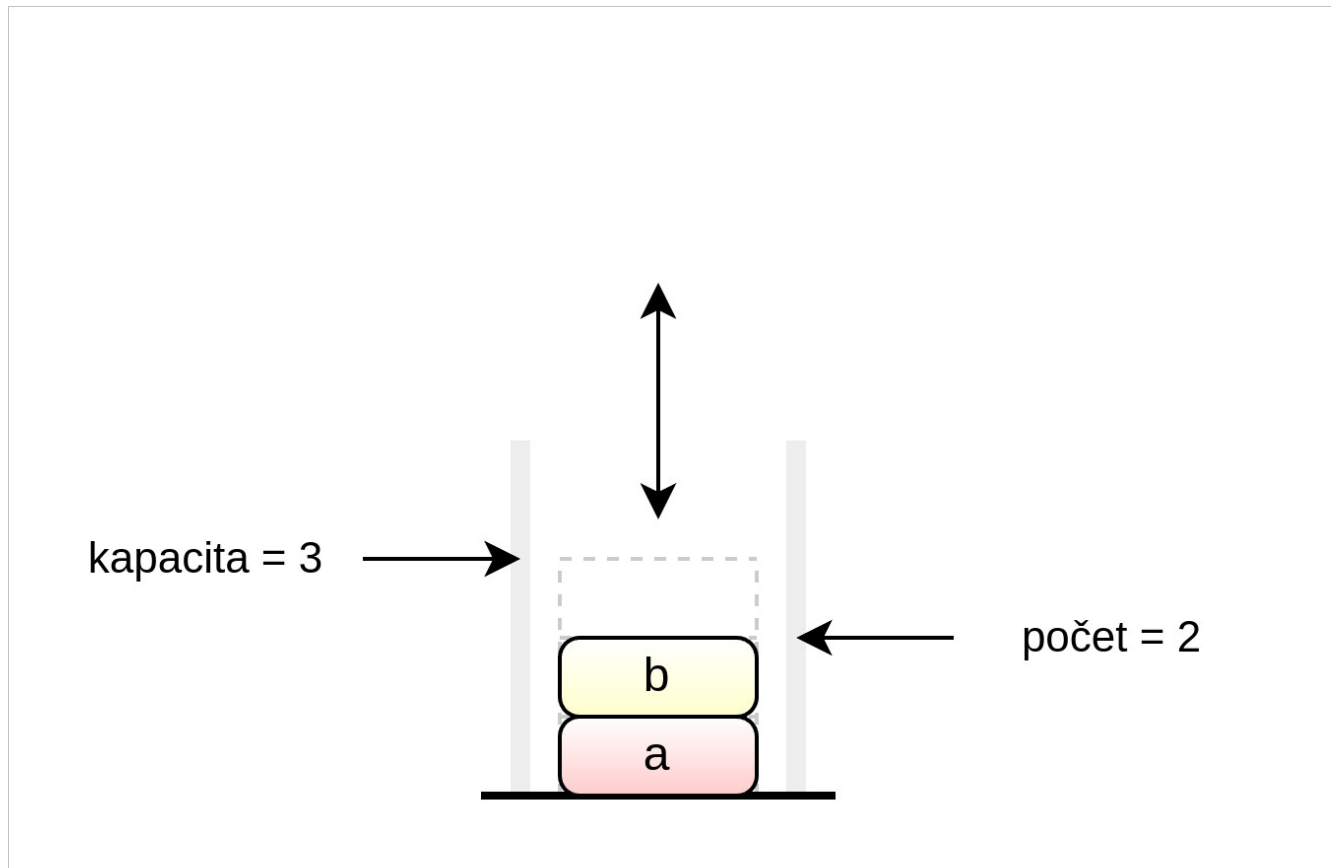 kapacita = 3
počet = 2
b
a